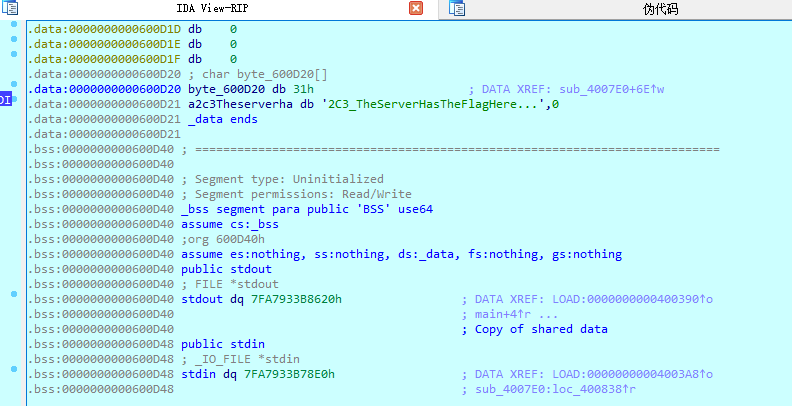 IDA View-RIP 伪代码
.data:0000000000600D1D db    0
.data:0000000000600D1E db    0
.data:0000000000600D1F db    0
.data:0000000000600D20 ; char byte_600D20[]
.data:0000000000600D20 byte_600D20 db 31h ; DATA XREF: sub_4007E0+6E↑w
.data:0000000000600D21 a2c3Theserverha db '2C3_TheServerHasTheFlagHere...',0
.data:0000000000600D21 _data ends
.data:0000000000600D21
.bss:0000000000600D40 ; ===========================================================================
.bss:0000000000600D40
.bss:0000000000600D40 ; Segment type: Uninitialized
.bss:0000000000600D40 ; Segment permissions: Read/Write
.bss:0000000000600D40 _bss segment para public 'BSS' use64
.bss:0000000000600D40 assume cs:_bss
.bss:0000000000600D40 ;org 600D40h
.bss:0000000000600D40 assume es:nothing, ss:nothing, ds:_data, fs:nothing, gs:nothing
.bss:0000000000600D40 public stdout
.bss:0000000000600D40 ; FILE *stdout
.bss:0000000000600D40 stdout dq 7FA7933B8620h ; DATA XREF: LOAD:0000000000400390↑o
.bss:0000000000600D40 ; main+4↑r ...
.bss:0000000000600D40 ; Copy of shared data
.bss:0000000000600D48 public stdin
.bss:0000000000600D48 ; _IO_FILE *stdin
.bss:0000000000600D48 stdin dq 7FA7933B78E0h ; DATA XREF: LOAD:00000000004003A8↑o
.bss:0000000000600D48 ; sub_4007E0:loc_400838↑r